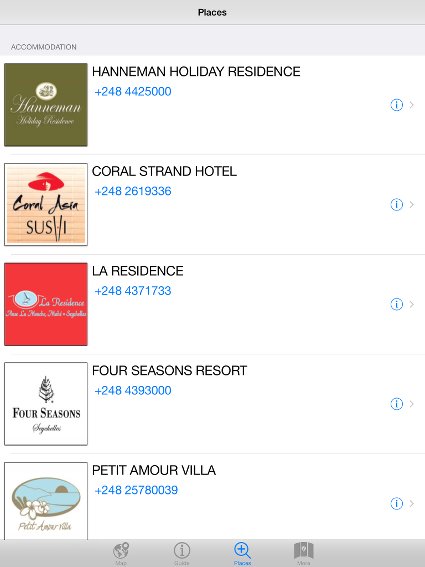 Places
ACCOMMODATION
Hanneman
Holiday Residence
HANNEMAN HOLIDAY RESIDENCE
+248 4425000
Coral Asia
SUSHI
CORAL STRAND HOTEL
+248 2619336
La Residence
Anse La Mouche, Mahé • Seychelles
LA RESIDENCE
+248 4371733
FOUR SEASONS
Seychelles
FOUR SEASONS RESORT
+248 4393000
Petit Amour Villa
PETIT AMOUR VILLA
+248 25780039
Map
Guide
Places
More